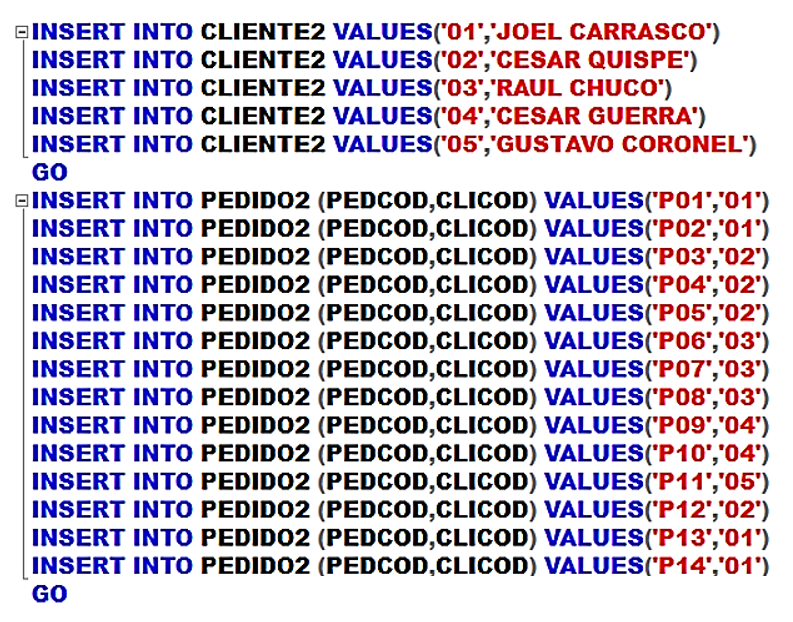 INSERT INTO CLIENTE2 VALUES('01','JOEL CARRASCO')
INSERT INTO CLIENTE2 VALUES('02','CESAR QUISPE')
INSERT INTO CLIENTE2 VALUES('03','RAUL CHUCO')
INSERT INTO CLIENTE2 VALUES('04','CESAR GUERRA')
INSERT INTO CLIENTE2 VALUES('05','GUSTAVO CORONEL')
GO
INSERT INTO PEDIDO2 (PEDCOD,CLICOD) VALUES('P01','01')
INSERT INTO PEDIDO2 (PEDCOD,CLICOD) VALUES('P02','01')
INSERT INTO PEDIDO2 (PEDCOD,CLICOD) VALUES('P03','02')
INSERT INTO PEDIDO2 (PEDCOD,CLICOD) VALUES('P04','02')
INSERT INTO PEDIDO2 (PEDCOD,CLICOD) VALUES('P05','02')
INSERT INTO PEDIDO2 (PEDCOD,CLICOD) VALUES('P06','03')
INSERT INTO PEDIDO2 (PEDCOD,CLICOD) VALUES('P07','03')
INSERT INTO PEDIDO2 (PEDCOD,CLICOD) VALUES('P08','03')
INSERT INTO PEDIDO2 (PEDCOD,CLICOD) VALUES('P09','04')
INSERT INTO PEDIDO2 (PEDCOD,CLICOD) VALUES('P10','04')
INSERT INTO PEDIDO2 (PEDCOD,CLICOD) VALUES('P11','05')
INSERT INTO PEDIDO2 (PEDCOD,CLICOD) VALUES('P12','02')
INSERT INTO PEDIDO2 (PEDCOD,CLICOD) VALUES('P13','01')
INSERT INTO PEDIDO2 (PEDCOD,CLICOD) VALUES('P14','01')
GO